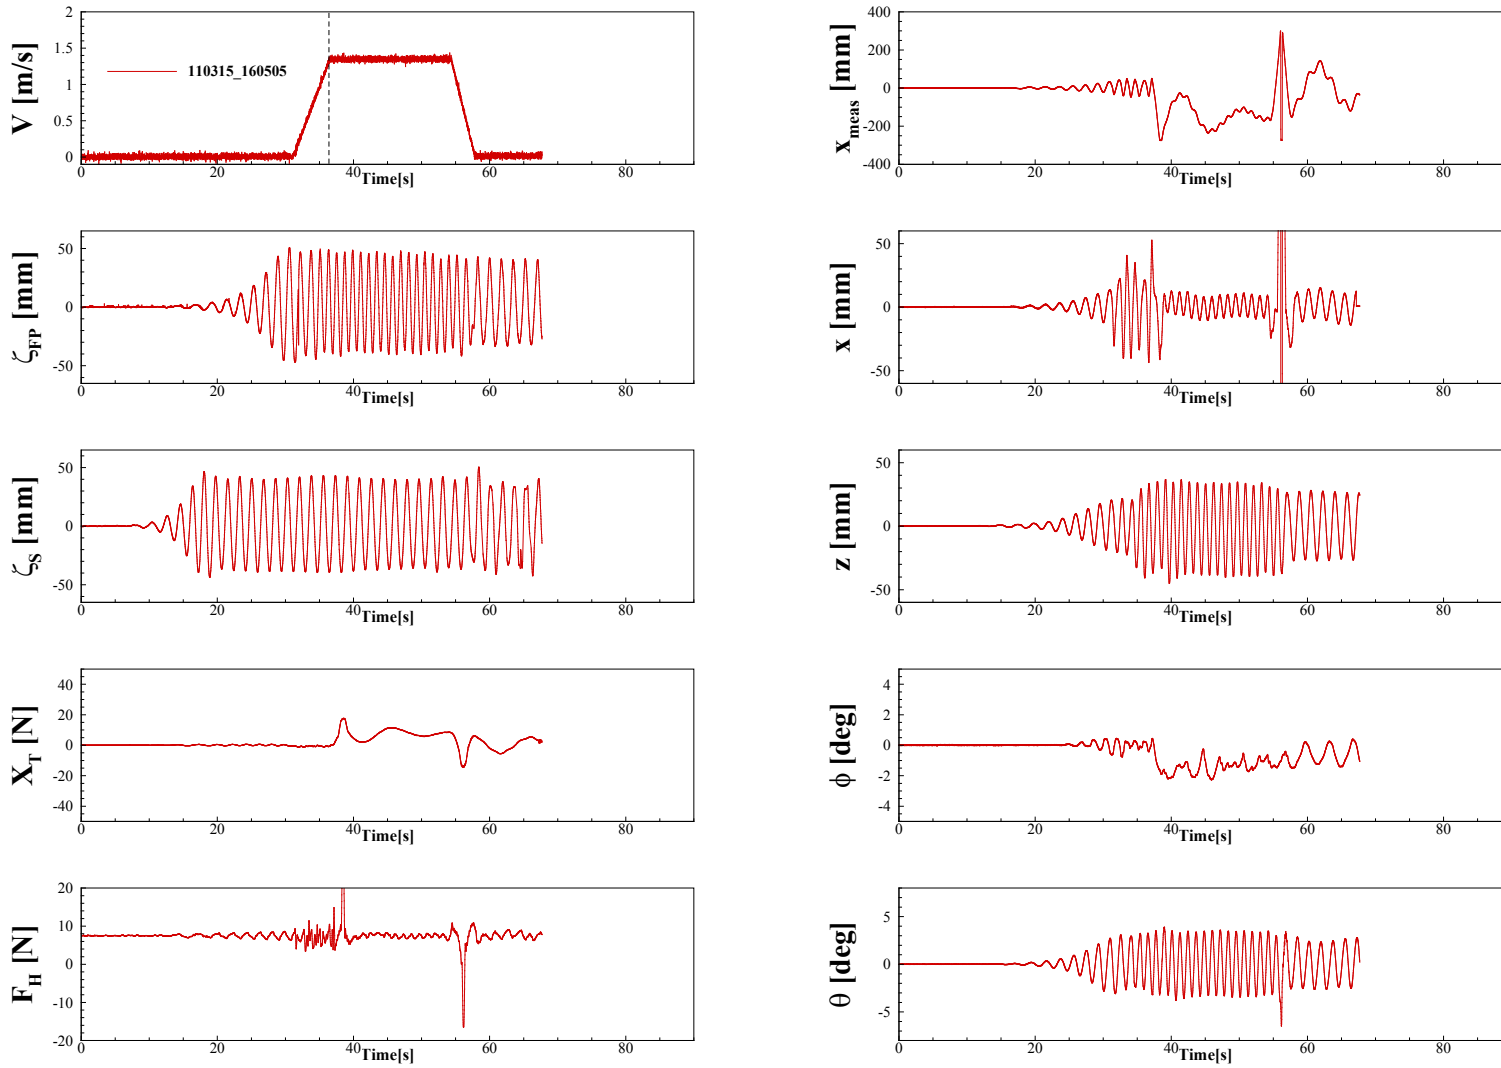 V [m/s]
2
1.5
1
0.5
0
110315_160505
0 20 40 60 80
Time[s]
x_meas [mm]
400
200
0
-200
-400
0 20 40 60 80
Time[s]
ζ_FP [mm]
50
0
-50
0 20 40 60 80
Time[s]
x [mm]
50
0
-50
0 20 40 60 80
Time[s]
ζ_S [mm]
50
0
-50
0 20 40 60 80
Time[s]
z [mm]
50
0
-50
0 20 40 60 80
Time[s]
X_T [N]
40
20
0
-20
-40
0 20 40 60 80
Time[s]
ϕ [deg]
4
2
0
-2
-4
0 20 40 60 80
Time[s]
F_H [N]
20
10
0
-10
-20
0 20 40 60 80
Time[s]
θ [deg]
5
0
-5
0 20 40 60 80
Time[s]